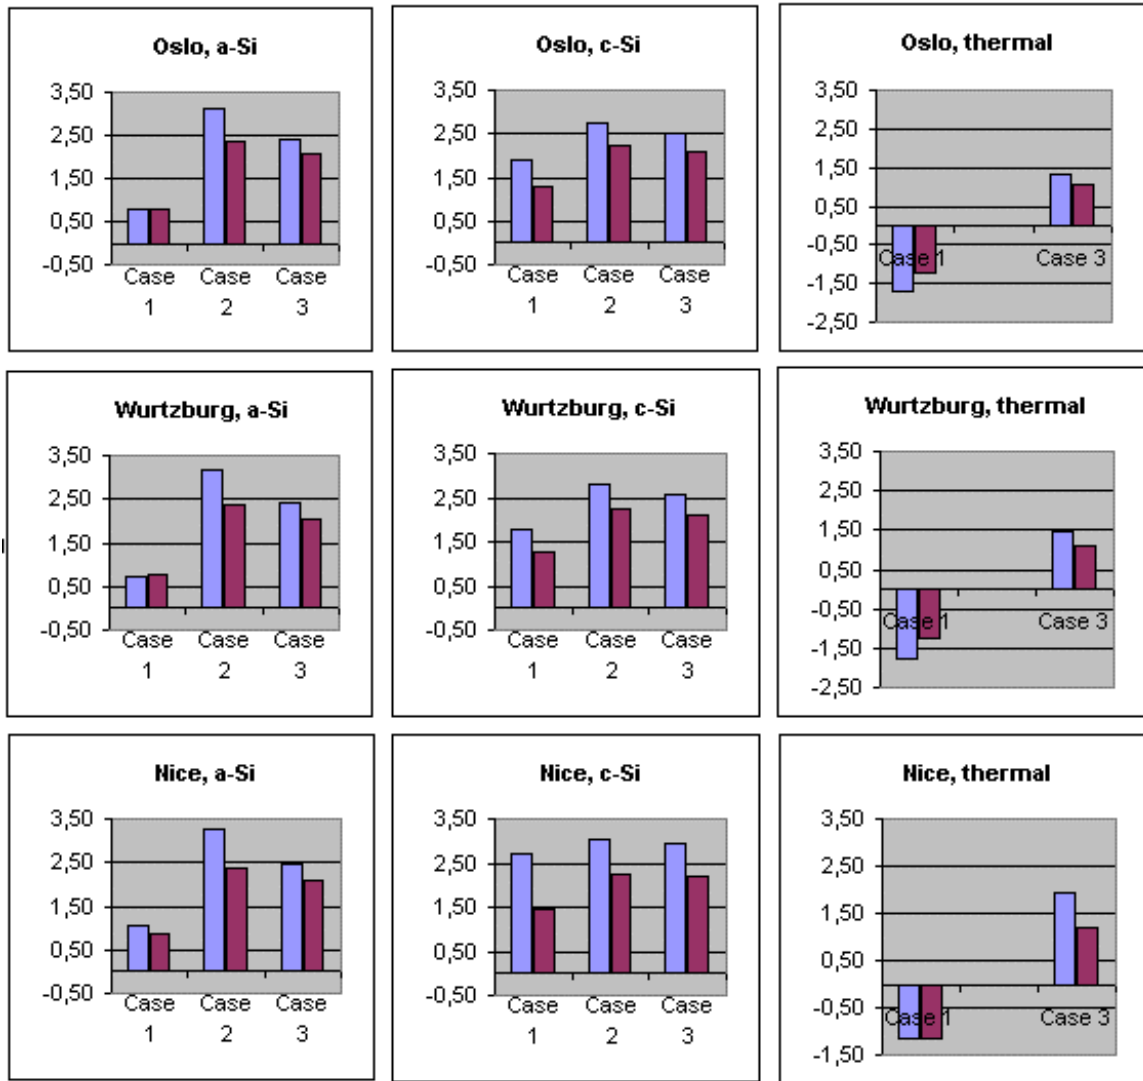 Oslo, a-Si
3,50
2,50
1,50
0,50
-0,50
Case Case Case
1 2 3
Oslo, c-Si
3,50
2,50
1,50
0,50
-0,50
Case Case Case
1 2 3
Oslo, thermal
3,50
2,50
1,50
0,50
-0,50
-1,50
-2,50
Case 1 Case 3
Wurtzburg, a-Si
3,50
2,50
1,50
0,50
-0,50
Case Case Case
1 2 3
Wurtzburg, c-Si
3,50
2,50
1,50
0,50
-0,50
Case Case Case
1 2 3
Wurtzburg, thermal
3,50
2,50
1,50
0,50
-0,50
-1,50
-2,50
Case 1 Case 3
Nice, a-Si
3,50
2,50
1,50
0,50
-0,50
Case Case Case
1 2 3
Nice, c-Si
3,50
2,50
1,50
0,50
-0,50
Case Case Case
1 2 3
Nice, thermal
3,50
2,50
1,50
0,50
-0,50
-1,50
Case 1 Case 3